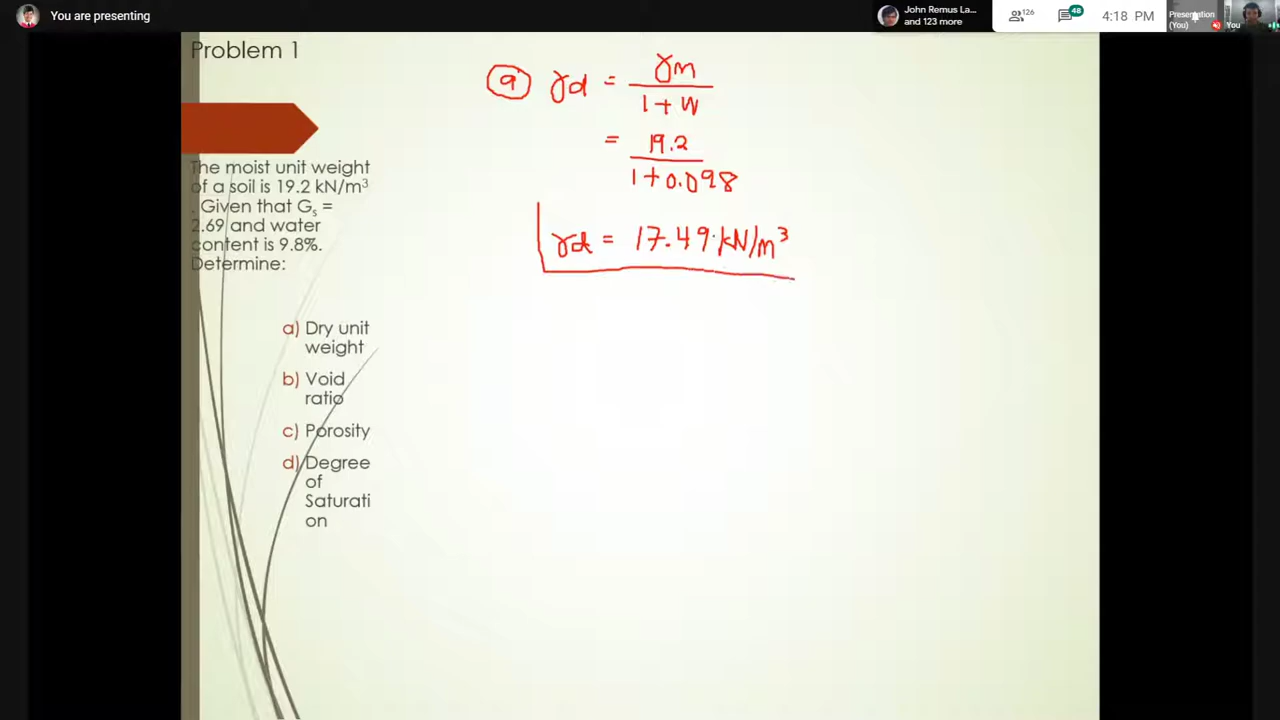 You are presenting
John Remus La...
and 123 more
126
48
4:18 PM
Presentation
(You)
You
Problem 1
The moist unit weight
of a soil is 19.2 kN/m³
. Given that Gₛ =
2.69 and water
content is 9.8%.
Determine:
a) Dry unit
weight
b) Void
ratio
c) Porosity
d) Degree
of
Saturati
on
a γd = γm / 1 + W
= 19.2 / 1 + 0.098
γd = 17.49 kN/m³